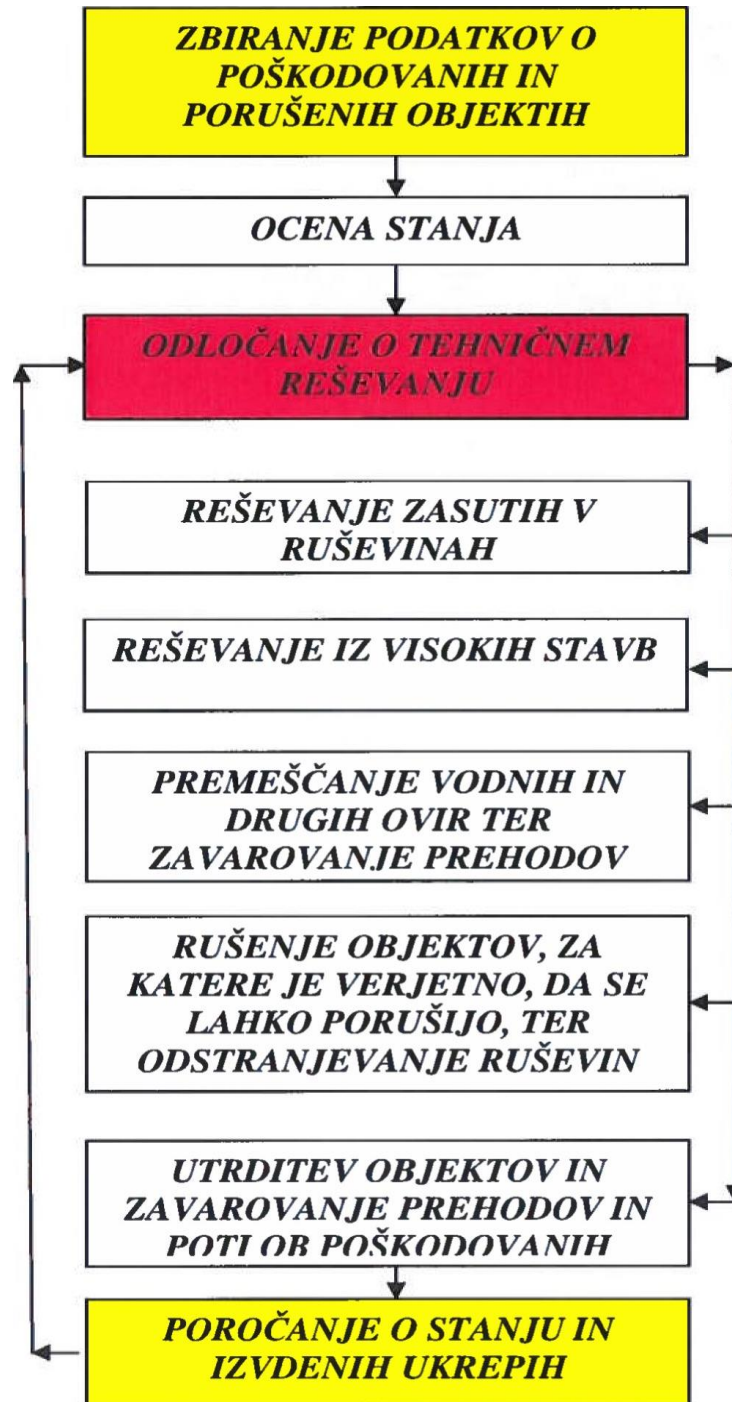 ZBIRANJE PODATKOV O
POŠKODOVANIH IN
PORUŠENIH OBJEKTIH
OCENA STANJA
ODLOČANJE O TEHNIČNEM
REŠEVANJU
REŠEVANJE ZASUTIH V
RUŠEVINAH
REŠEVANJE IZ VISOKIH STAVB
PREMEŠČANJE VODNIH IN
DRUGIH OVIR TER
ZAVAROVANJE PREHODOV
RUŠENJE OBJEKTOV, ZA
KATERE JE VERJETNO, DA SE
LAHKO PORUŠIJO, TER
ODSTRANJEVANJE RUŠEVIN
UTRDITEV OBJEKTOV IN
ZAVAROVANJE PREHODOV IN
POTI OB POŠKODOVANIH
POROČANJE O STANJU IN
IZVDENIH UKREPIH